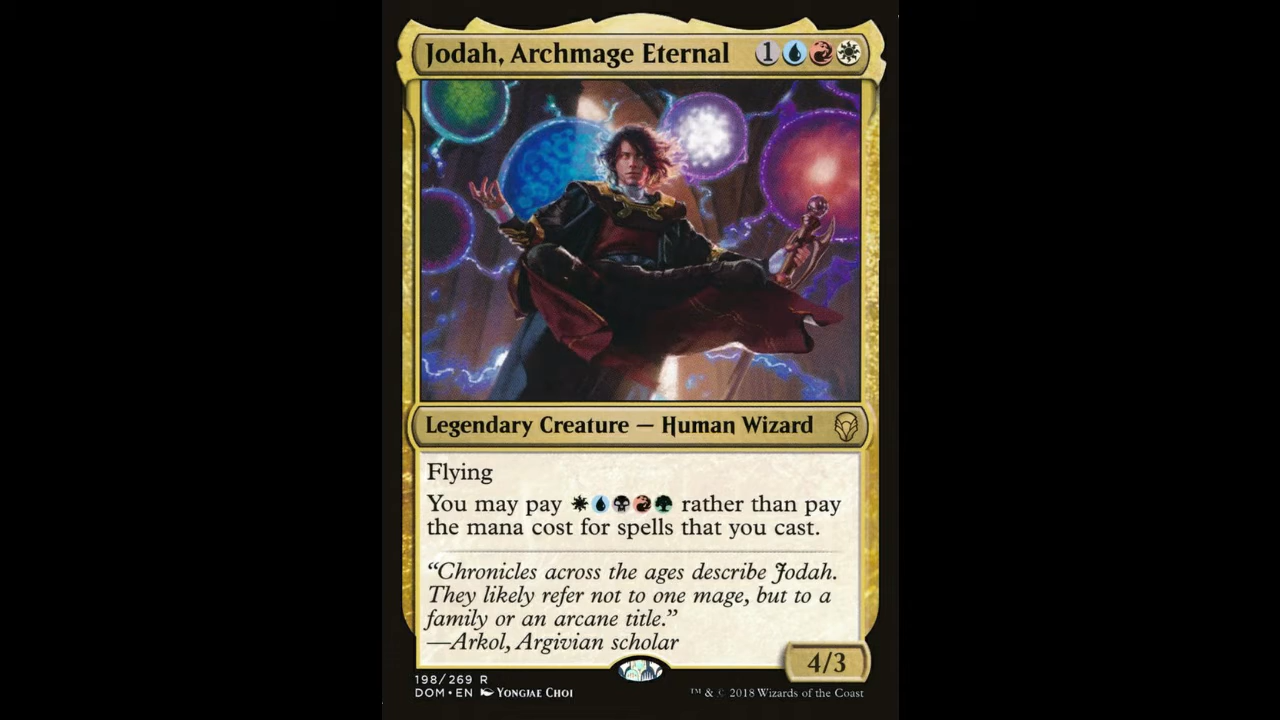 Jodah, Archmage Eternal 1
Legendary Creature — Human Wizard
Flying
You may pay rather than pay
the mana cost for spells that you cast.
“Chronicles across the ages describe Jodah.
They likely refer not to one mage, but to a
family or an arcane title.”
—Arkol, Argivian scholar
4/3
198/269 R
DOM • EN Yongjae Choi
™ & © 2018 Wizards of the Coast